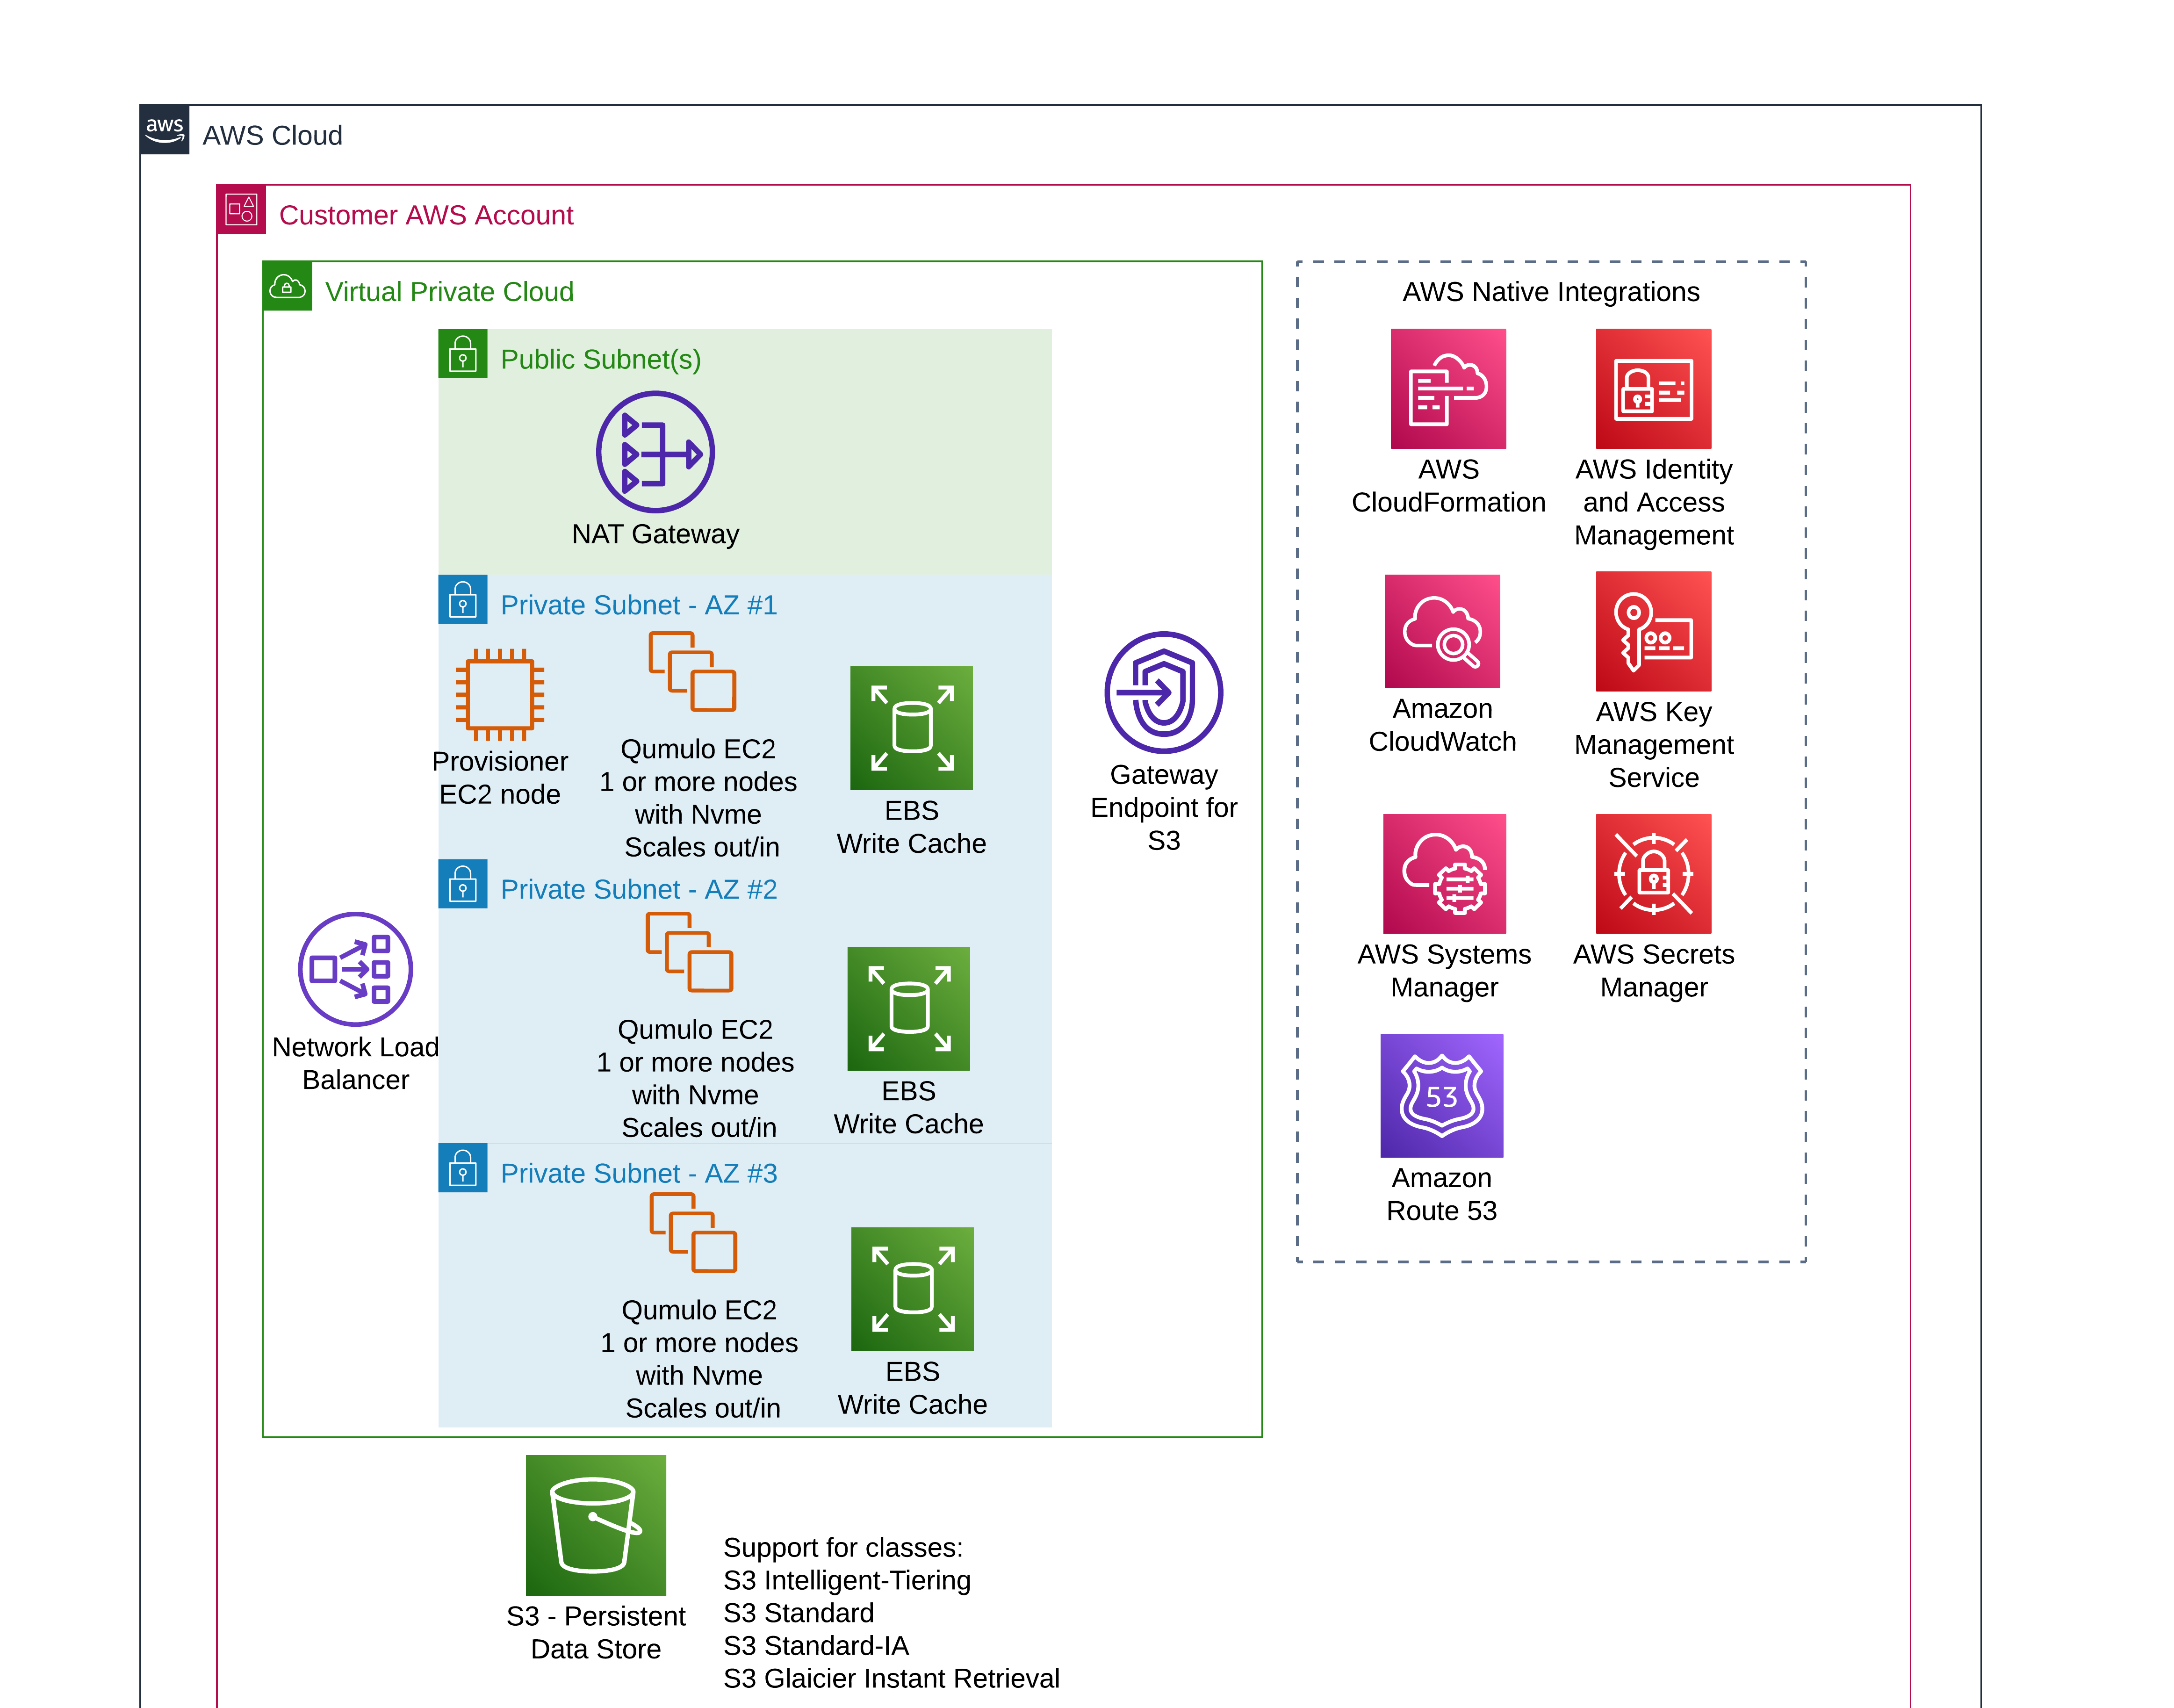 aws
AWS Cloud
Customer AWS Account
Virtual Private Cloud
Public Subnet(s)
NAT Gateway
Private Subnet - AZ #1
Provisioner
EC2 node
Qumulo EC2
1 or more nodes
with Nvme
Scales out/in
EBS
Write Cache
Gateway
Endpoint for
S3
Private Subnet - AZ #2
Network Load
Balancer
Qumulo EC2
1 or more nodes
with Nvme
Scales out/in
EBS
Write Cache
Private Subnet - AZ #3
Qumulo EC2
1 or more nodes
with Nvme
Scales out/in
EBS
Write Cache
AWS Native Integrations
AWS
CloudFormation
AWS Identity
and Access
Management
Amazon
CloudWatch
AWS Key
Management
Service
AWS Systems
Manager
AWS Secrets
Manager
53
Amazon
Route 53
S3 - Persistent
Data Store
Support for classes:
S3 Intelligent-Tiering
S3 Standard
S3 Standard-IA
S3 Glaicier Instant Retrieval